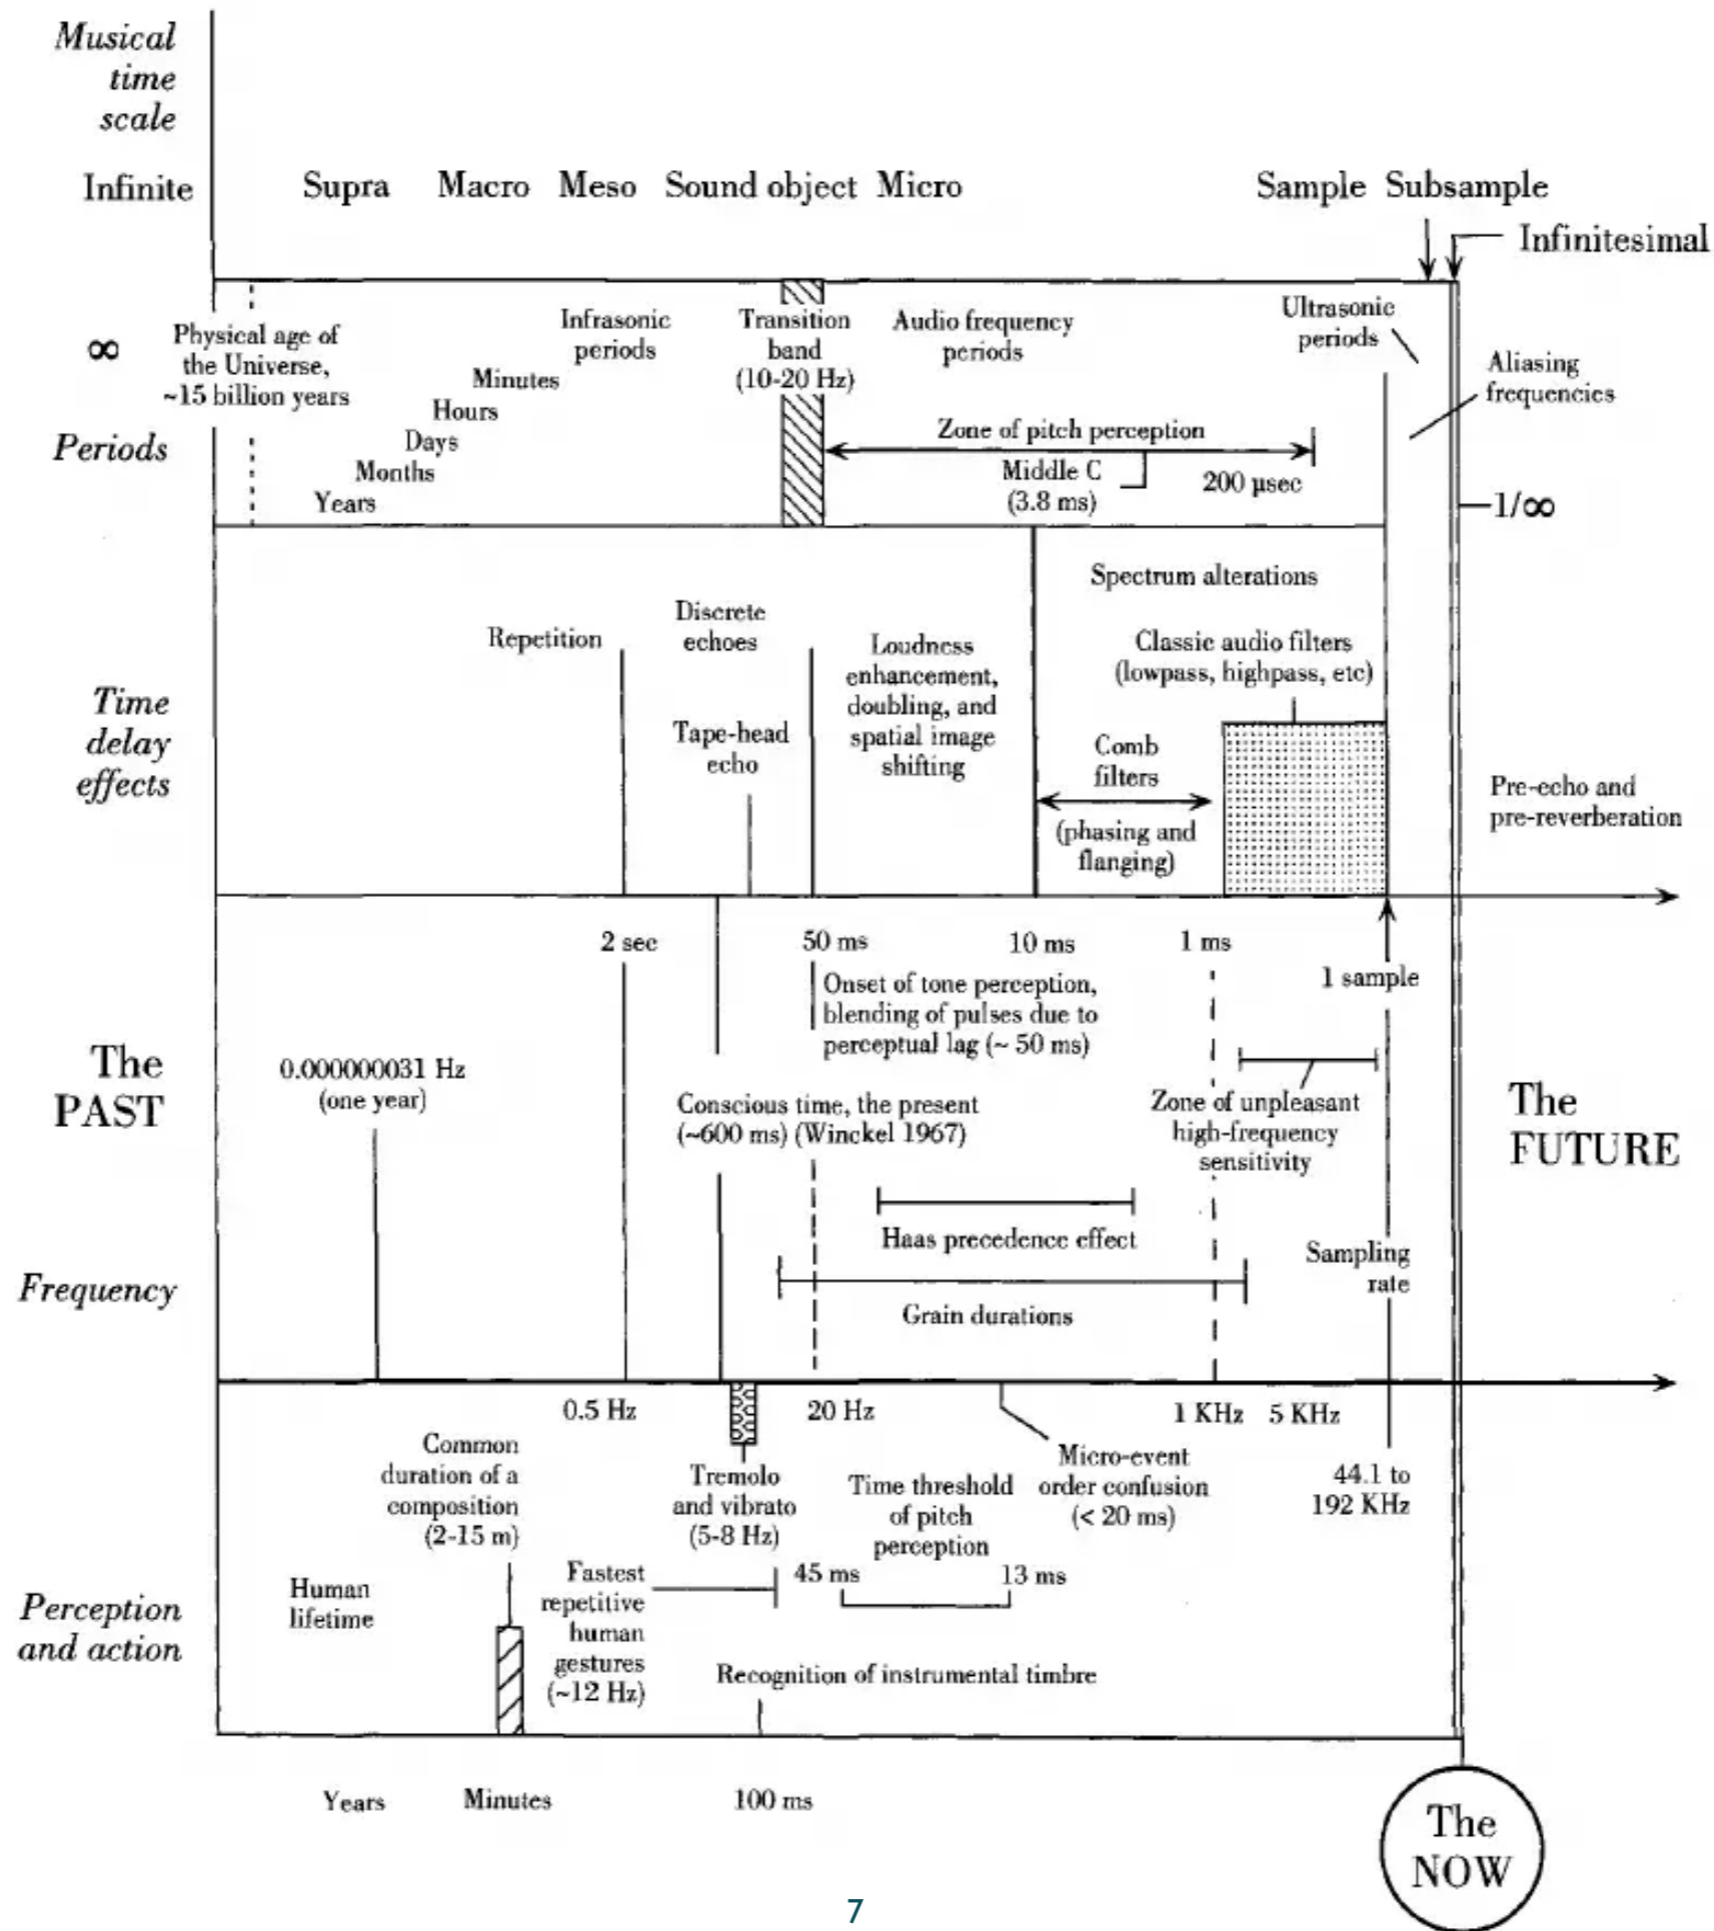 Musical
time
scale
Infinite
Supra
Macro
Meso
Sound object
Micro
Sample
Subsample
Infinitesimal
∞
Physical age of
the Universe,
~15 billion years
Infrasonic
periods
Transition
band
(10-20 Hz)
Audio frequency
periods
Ultrasonic
periods
Aliasing
frequencies
Minutes
Hours
Days
Months
Years
Periods
Zone of pitch perception
Middle C
(3.8 ms)
200 µsec
1/∞
Time
delay
effects
Repetition
Discrete
echoes
Tape-head
echo
Loudness
enhancement,
doubling, and
spatial image
shifting
Spectrum alterations
Classic audio filters
(lowpass, highpass, etc)
Comb
filters
(phasing and
flanging)
Pre-echo and
pre-reverberation
2 sec
50 ms
10 ms
1 ms
1 sample
Onset of tone perception,
blending of pulses due to
perceptual lag (~ 50 ms)
The
PAST
0.000000031 Hz
(one year)
Conscious time, the present
(~600 ms) (Winckel 1967)
Zone of unpleasant
high-frequency
sensitivity
The
FUTURE
Haas precedence effect
Grain durations
Sampling
rate
Frequency
0.5 Hz
20 Hz
1 KHz
5 KHz
44.1 to
192 KHz
Common
duration of a
composition
(2-15 m)
Tremolo
and vibrato
(5-8 Hz)
Time threshold
of pitch
perception
45 ms
13 ms
Micro-event
order confusion
(< 20 ms)
Perception
and action
Human
lifetime
Fastest
repetitive
human
gestures
(~12 Hz)
Recognition of instrumental timbre
Years
Minutes
100 ms
The
NOW
7